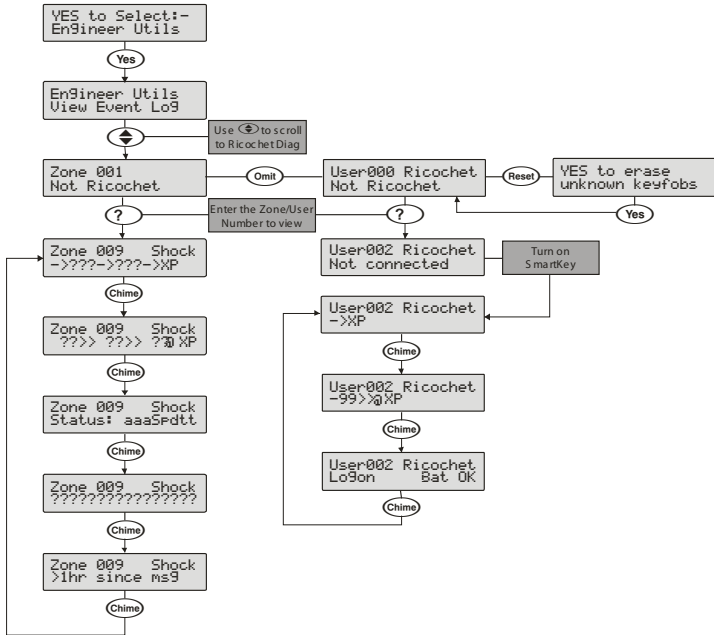 YES to Select:-
Engineer Utils
Yes
Engineer Utils
View Event Log
Use to scroll
to Ricochet Diag
Zone 001
Not Ricochet
Omit
User000 Ricochet
Not Ricochet
Reset
YES to erase
unknown keyfobs
Yes
?
Enter the Zone/User
Number to view
?
Zone 009 Shock
->???->???->XP
Chime
User002 Ricochet
Not connected
Turn on
SmartKey
Zone 009 Shock
??>> ??>> ??@XP
Chime
User002 Ricochet
->XP
Chime
Zone 009 Shock
Status: aaaSpdtt
Chime
User002 Ricochet
-99>>@XP
Chime
Zone 009 Shock
????????????????
Chime
User002 Ricochet
Logon Bat OK
Chime
Zone 009 Shock
>1hr since msg
Chime